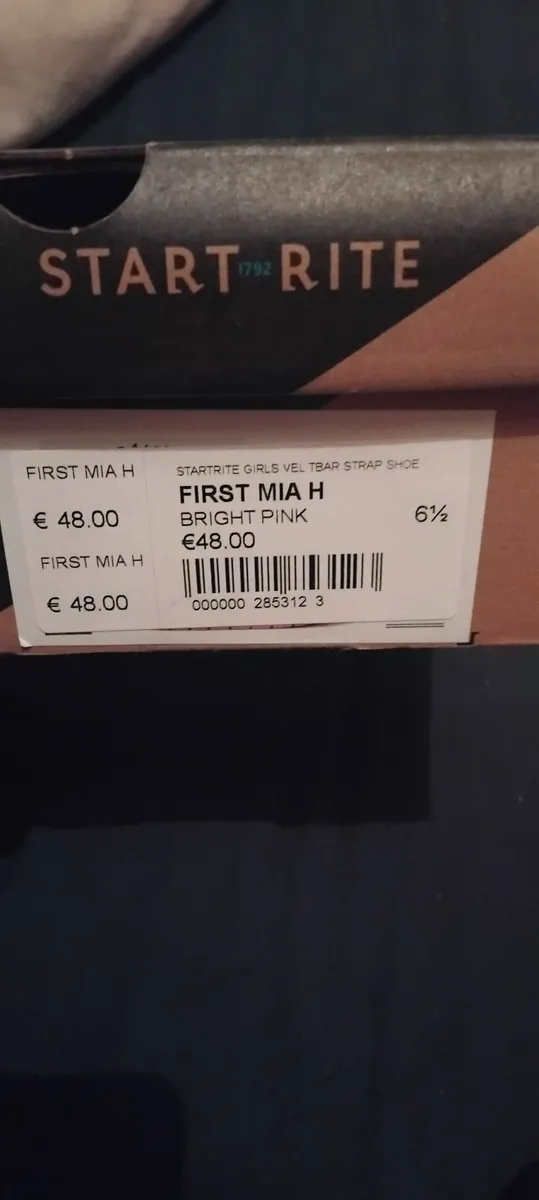 START 1792 RITE
FIRST MIA H
€ 48.00
FIRST MIA H
€ 48.00
STARTRITE GIRLS VEL TBAR STRAP SHOE
FIRST MIA H
BRIGHT PINK
6½
€48.00
000000 285312 3